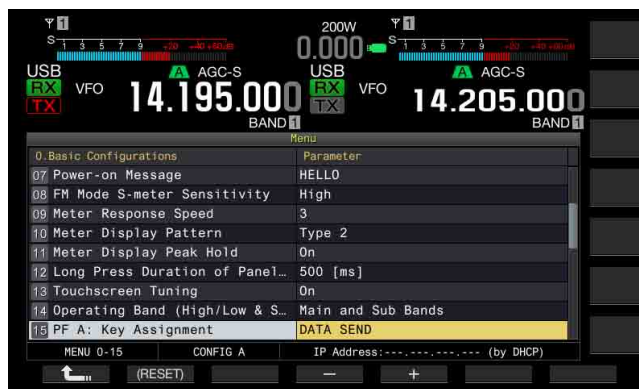 1 200W 1
S 1 3 5 7 9 +20 +40 +60dB 0.000 S 1 3 5 7 9 +20 +40 +60dB
USB A AGC-S USB A AGC-S
RX VFO 14.195.000 RX VFO 14.205.000
TX TX
BAND 1 BAND 1
Menu
0.Basic Configurations Parameter
07 Power-on Message HELLO
08 FM Mode S-meter Sensitivity High
09 Meter Response Speed 3
10 Meter Display Pattern Type 2
11 Meter Display Peak Hold On
12 Long Press Duration of Panel… 500 [ms]
13 Touchscreen Tuning On
14 Operating Band (High/Low & S… Main and Sub Bands
15 PF A: Key Assignment DATA SEND
MENU 0-15 CONFIG A IP Address:---.---.---.--- (by DHCP)
(RESET) − +